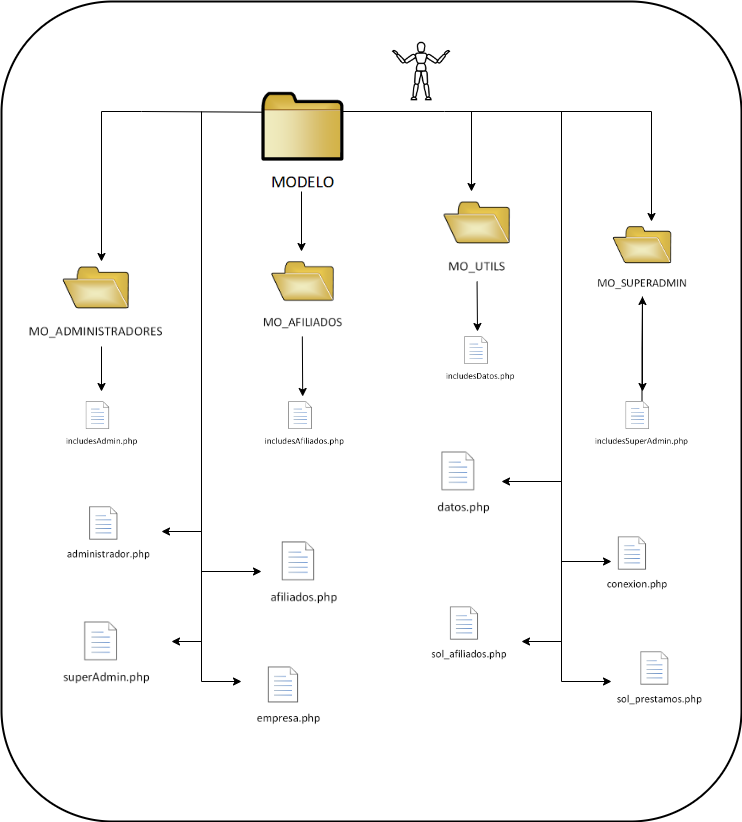 MODELO
MO_UTILS
MO_SUPERADMIN
MO_AFILIADOS
MO_ADMINISTRADORES
includesDatos.php
includesAdmin.php
includesAfiliados.php
includesSuperAdmin.php
datos.php
administrador.php
conexion.php
afiliados.php
sol_afiliados.php
superAdmin.php
sol_prestamos.php
empresa.php